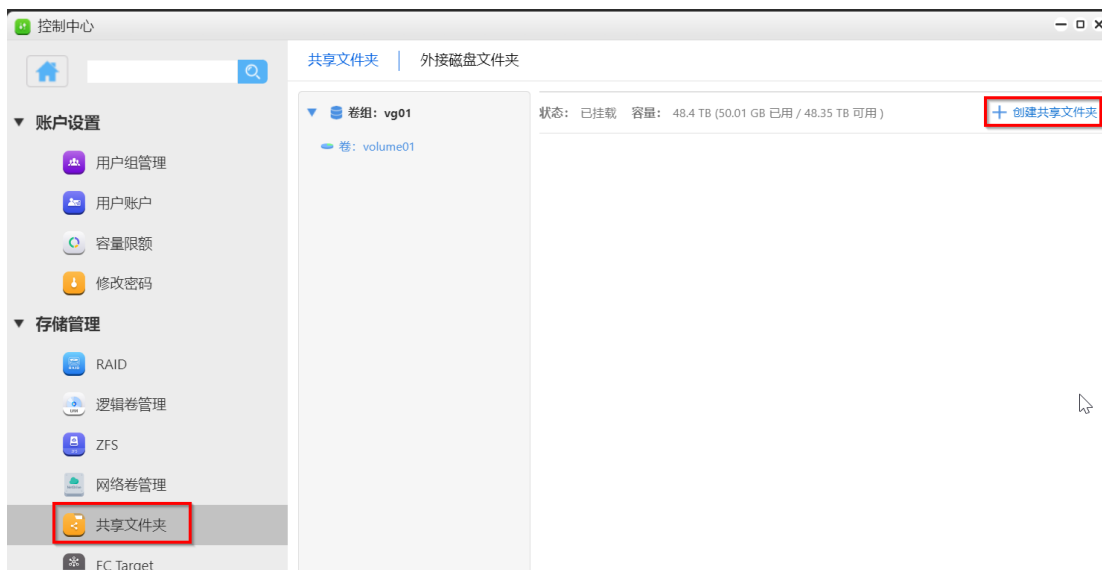 控制中心
共享文件夹 外接磁盘文件夹
账户设置
用户组管理
用户账户
容量限额
修改密码
存储管理
RAID
逻辑卷管理
ZFS
网络卷管理
共享文件夹
FC Target
卷组: vg01
卷: volume01
状态: 已挂载 容量: 48.4 TB (50.01 GB 已用 / 48.35 TB 可用 )
创建共享文件夹